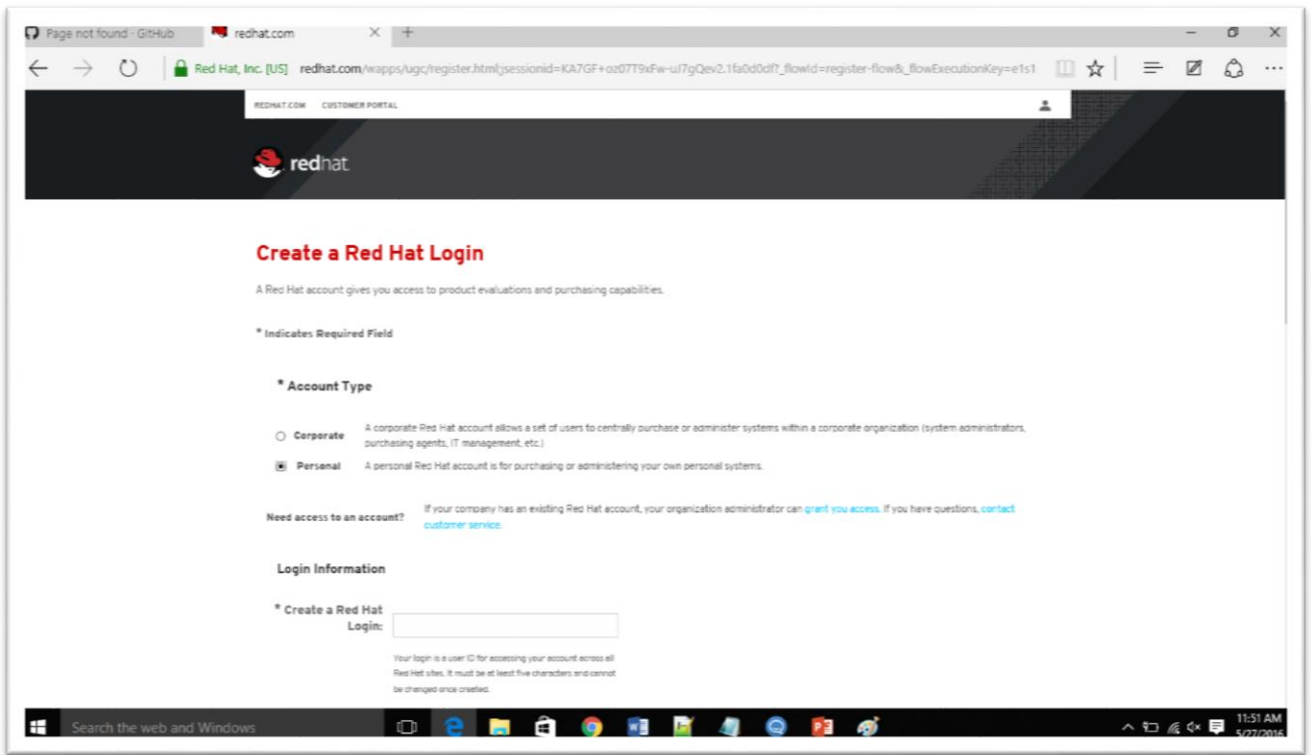 Page not found - GitHub
redhat.com
Red Hat, Inc. [US] redhat.com/wapps/ugc/register.html;jsessionid=KA7GF+oz07T9xFw-uJ7gQev2.1fa0d0df?_flowId=register-flow&_flowExecutionKey=e1s1
REDHAT.COM CUSTOMER PORTAL
redhat.
Create a Red Hat Login
A Red Hat account gives you access to product evaluations and purchasing capabilities.
* Indicates Required Field
* Account Type
Corporate
A corporate Red Hat account allows a set of users to centrally purchase or administer systems within a corporate organization (system administrators,
purchasing agents, IT management, etc.)
Personal
A personal Red Hat account is for purchasing or administering your own personal systems.
Need access to an account?
If your company has an existing Red Hat account, your organization administrator can grant you access. If you have questions, contact
customer service.
Login Information
* Create a Red Hat
Login:
Your login is a user ID for accessing your account across all
Red Hat sites. It must be at least five characters and cannot
be changed once created.
Search the web and Windows
11:51 AM
5/27/2016